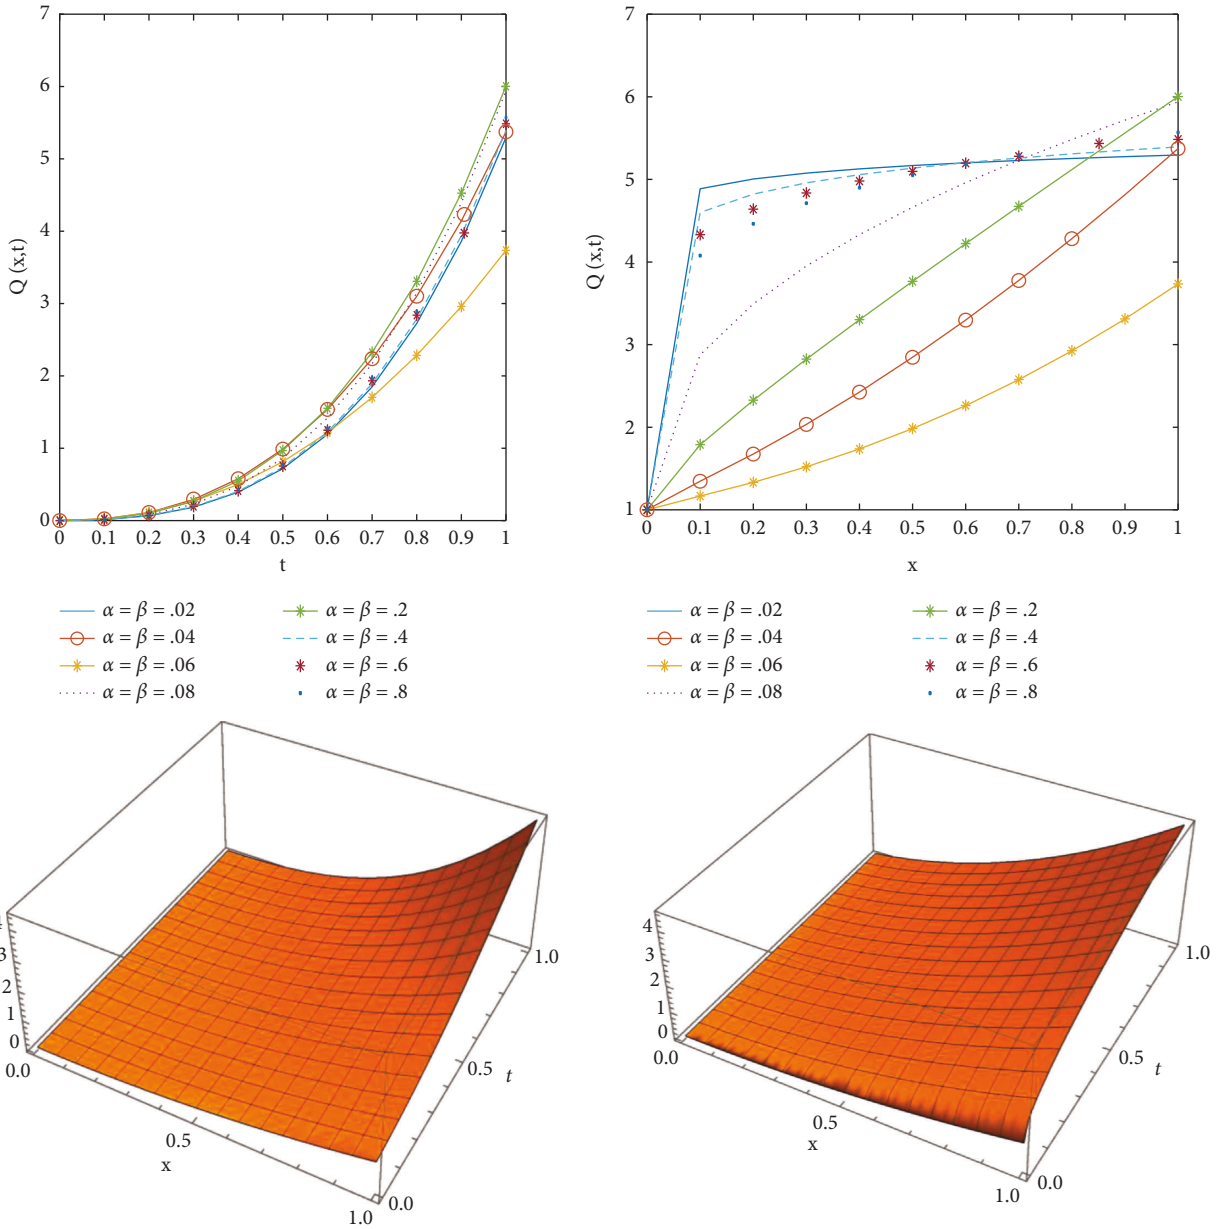 7
6
5
4
3
2
1
0
Q (x,t)
0 0.1 0.2 0.3 0.4 0.5 0.6 0.7 0.8 0.9 1
t
7
6
5
4
3
2
1
Q (x,t)
0 0.1 0.2 0.3 0.4 0.5 0.6 0.7 0.8 0.9 1
x
α = β = .02
α = β = .04
α = β = .06
α = β = .08
α = β = .2
α = β = .4
α = β = .6
α = β = .8
α = β = .02
α = β = .04
α = β = .06
α = β = .08
α = β = .2
α = β = .4
α = β = .6
α = β = .8
4
3
2
1
0
0.0
0.5
x
1.0
0.0
0.5
t
1.0
4
3
2
1
0
0.0
0.5
x
1.0
0.0
0.5
t
1.0